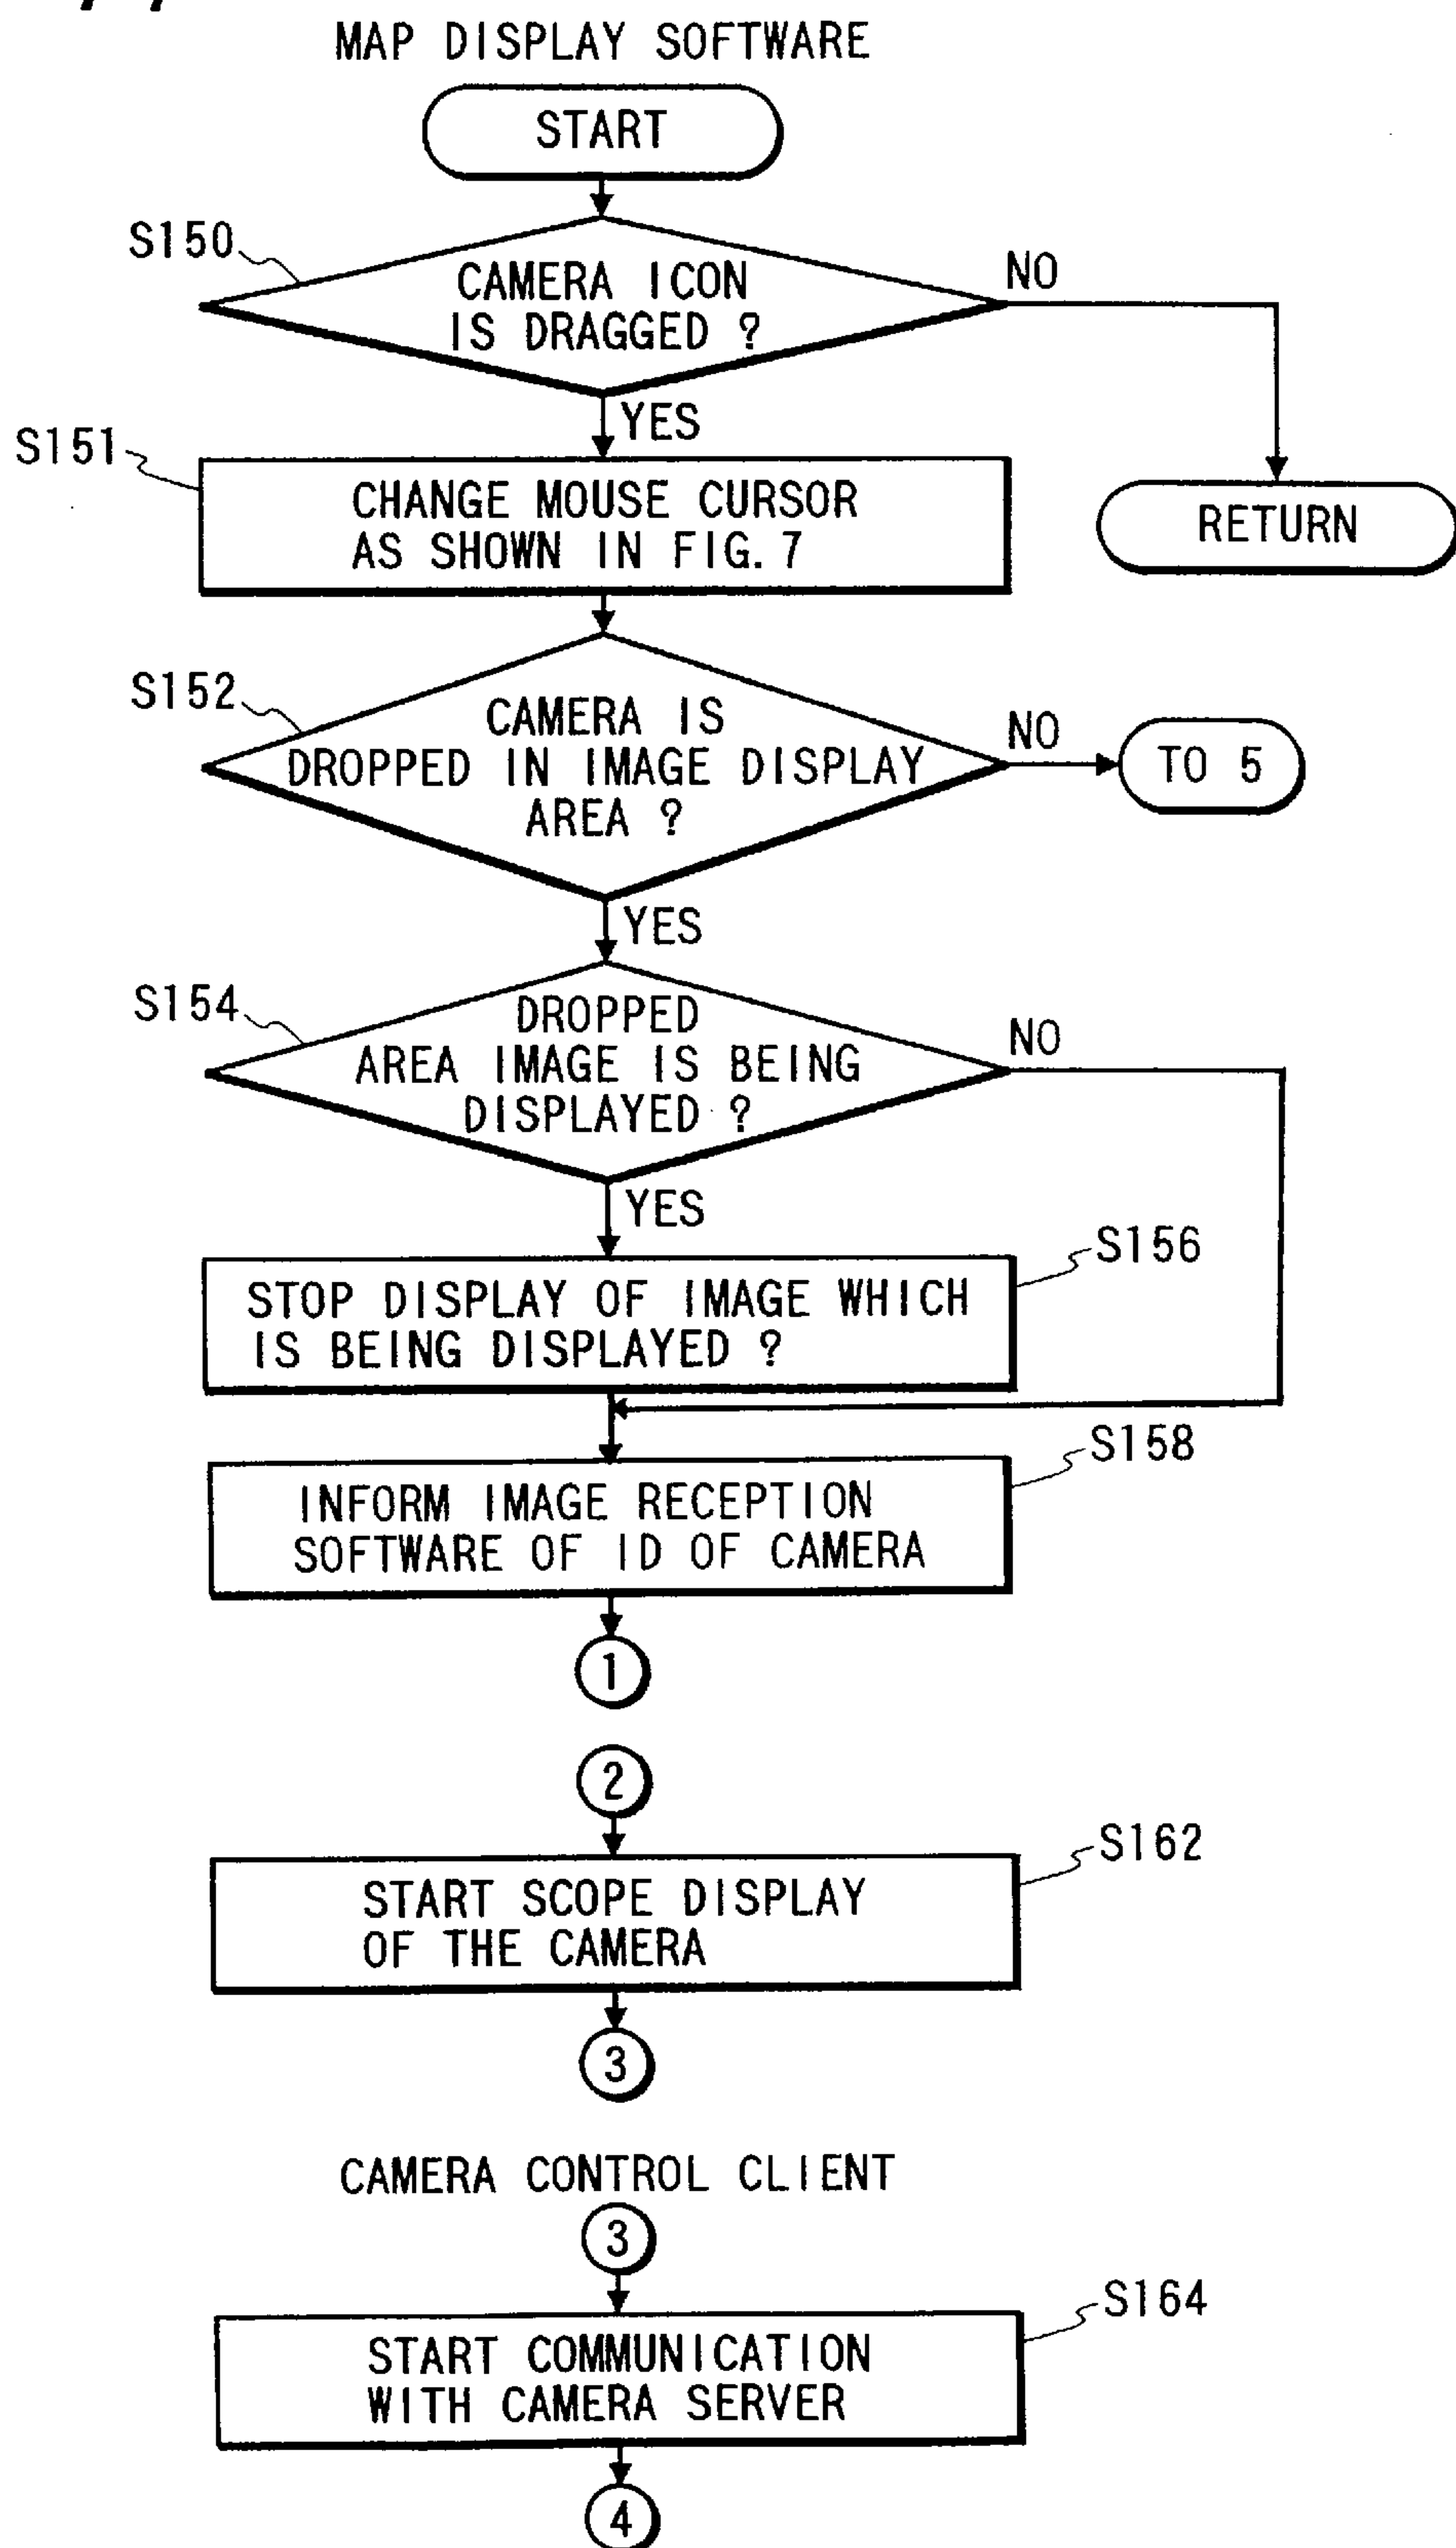 MAP DISPLAY SOFTWARE
START
S150
CAMERA ICON
IS DRAGGED ?
NO
YES
S151
CHANGE MOUSE CURSOR
AS SHOWN IN FIG. 7
RETURN
S152
CAMERA IS
DROPPED IN IMAGE DISPLAY
AREA ?
NO
TO 5
YES
S154
DROPPED
AREA IMAGE IS BEING
DISPLAYED ?
NO
YES
S156
STOP DISPLAY OF IMAGE WHICH
IS BEING DISPLAYED ?
S158
INFORM IMAGE RECEPTION
SOFTWARE OF ID OF CAMERA
1
2
S162
START SCOPE DISPLAY
OF THE CAMERA
3
CAMERA CONTROL CLIENT
3
S164
START COMMUNICATION
WITH CAMERA SERVER
4